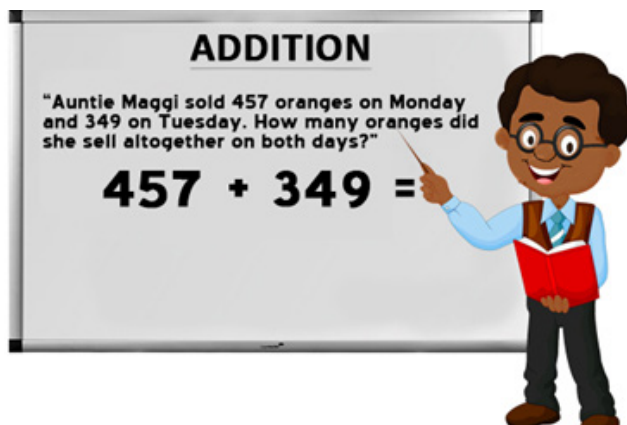 ADDITION
“Auntie Maggi sold 457 oranges on Monday
and 349 on Tuesday. How many oranges did
she sell altogether on both days?”
457 + 349 =